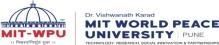 MIT-WPU
Dr. Vishwanath Karad
MIT WORLD PEACE
UNIVERSITY | PUNE
TECHNOLOGY, RESEARCH, SOCIAL INNOVATION & PARTNERSHIPS